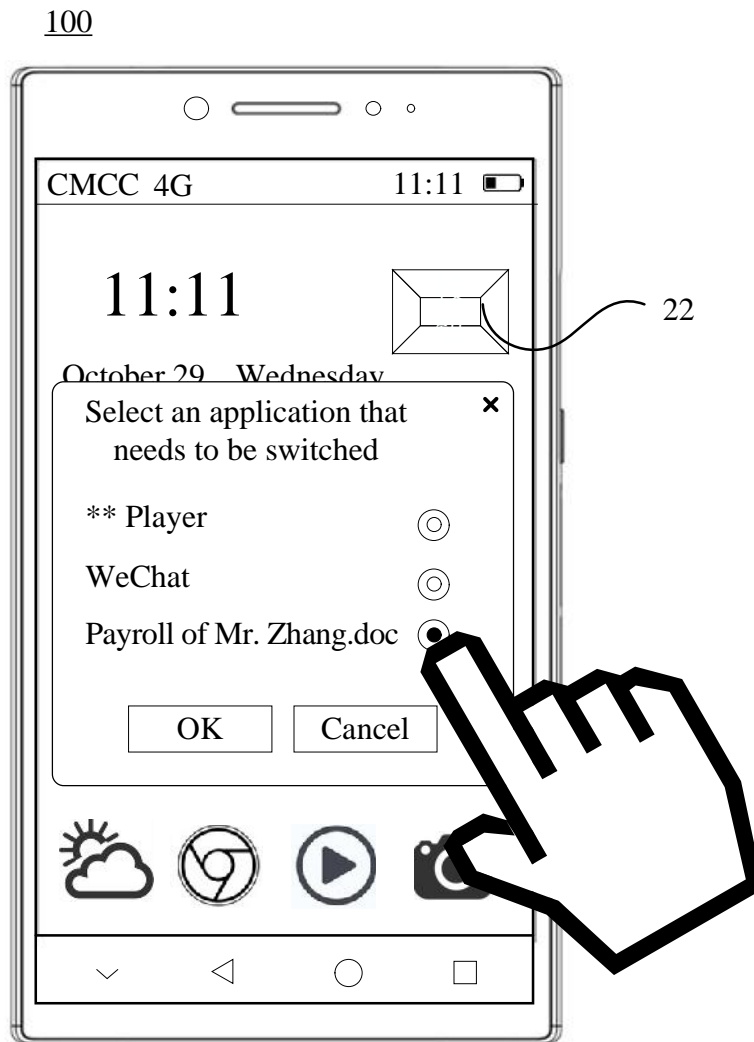 100
CMCC 4G 11:11
11:11
22
October 29 Wednesday
Select an application that
needs to be switched
** Player
WeChat
Payroll of Mr. Zhang.doc
OK Cancel